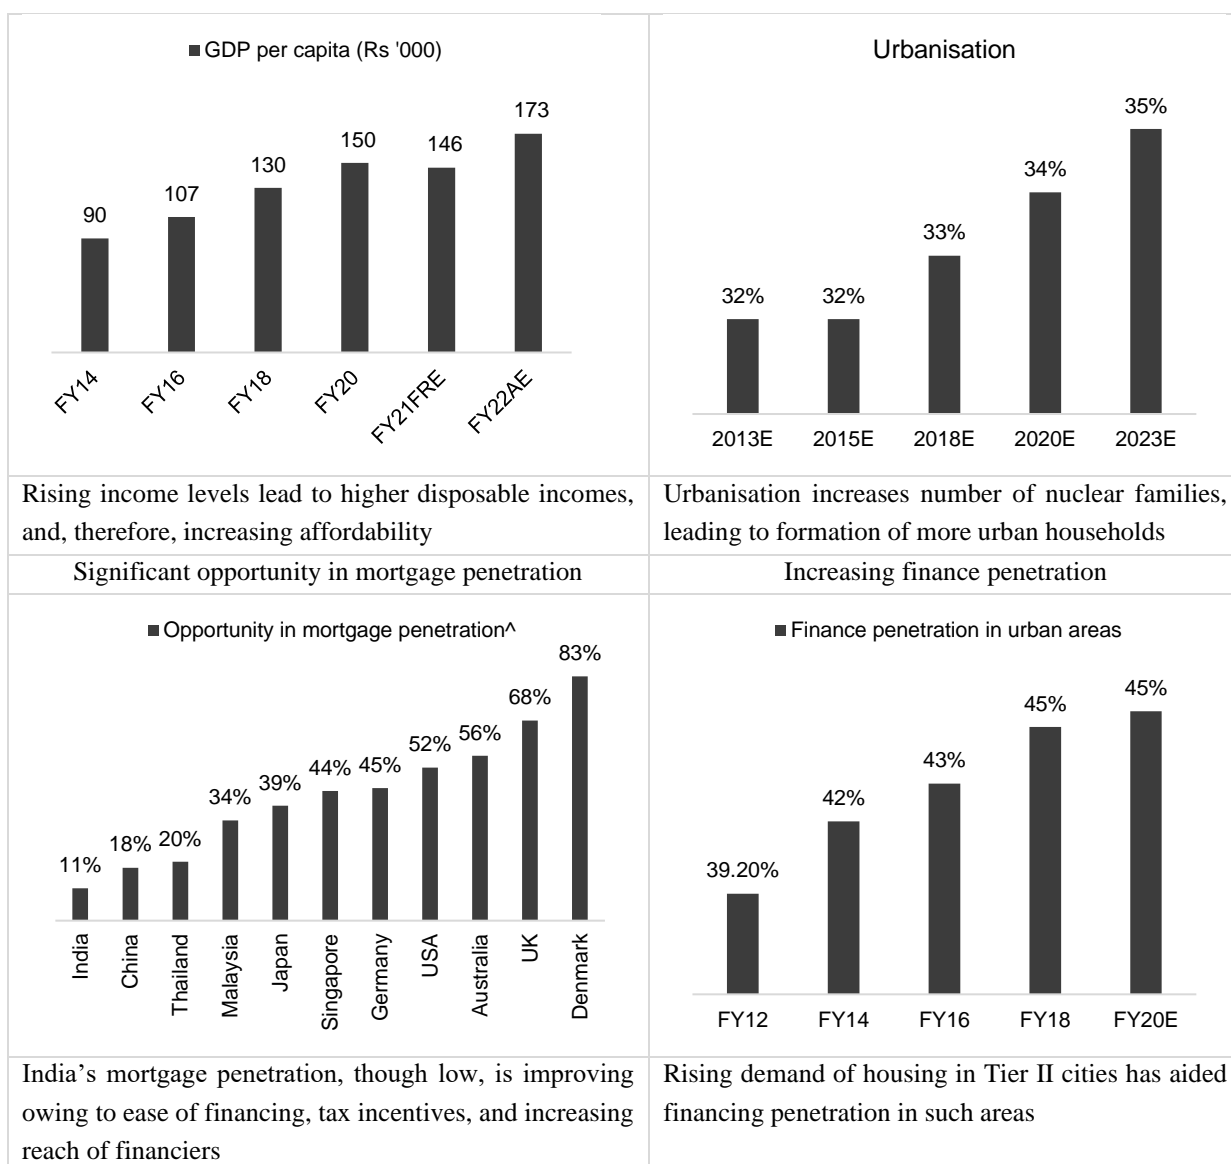 GDP per capita (Rs '000)
90
107
130
150
146
173
FY14
FY16
FY18
FY20
FY21FRE
FY22AE
Urbanisation
32%
32%
33%
34%
35%
2013E
2015E
2018E
2020E
2023E
Rising income levels lead to higher disposable incomes,
and, therefore, increasing affordability
Urbanisation increases number of nuclear families,
leading to formation of more urban households
Significant opportunity in mortgage penetration
Increasing finance penetration
Opportunity in mortgage penetration^
11%
18%
20%
34%
39%
44%
45%
52%
56%
68%
83%
India
China
Thailand
Malaysia
Japan
Singapore
Germany
USA
Australia
UK
Denmark
Finance penetration in urban areas
39.20%
42%
43%
45%
45%
FY12
FY14
FY16
FY18
FY20E
India’s mortgage penetration, though low, is improving
owing to ease of financing, tax incentives, and increasing
reach of financiers
Rising demand of housing in Tier II cities has aided
financing penetration in such areas